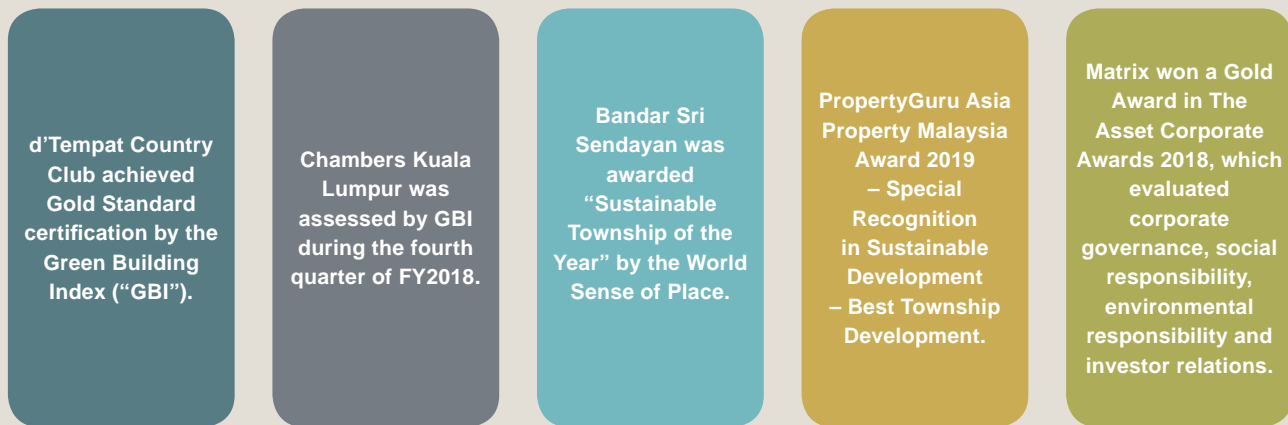 d’Tempat Country
Club achieved
Gold Standard
certification by the
Green Building
Index (“GBI”).
Chambers Kuala
Lumpur was
assessed by GBI
during the fourth
quarter of FY2018.
Bandar Sri
Sendayan was
awarded
“Sustainable
Township of the
Year” by the World
Sense of Place.
PropertyGuru Asia
Property Malaysia
Award 2019
– Special
Recognition
in Sustainable
Development
– Best Township
Development.
Matrix won a Gold
Award in The
Asset Corporate
Awards 2018, which
evaluated
corporate
governance, social
responsibility,
environmental
responsibility and
investor relations.